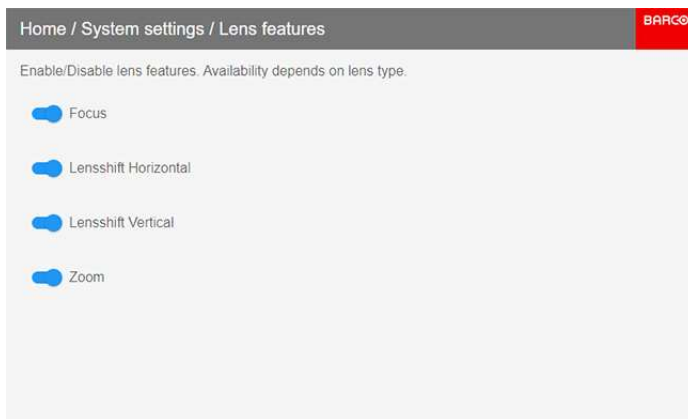 Home / System settings / Lens features
BARCO
Enable/Disable lens features. Availability depends on lens type.
Focus
Lensshift Horizontal
Lensshift Vertical
Zoom